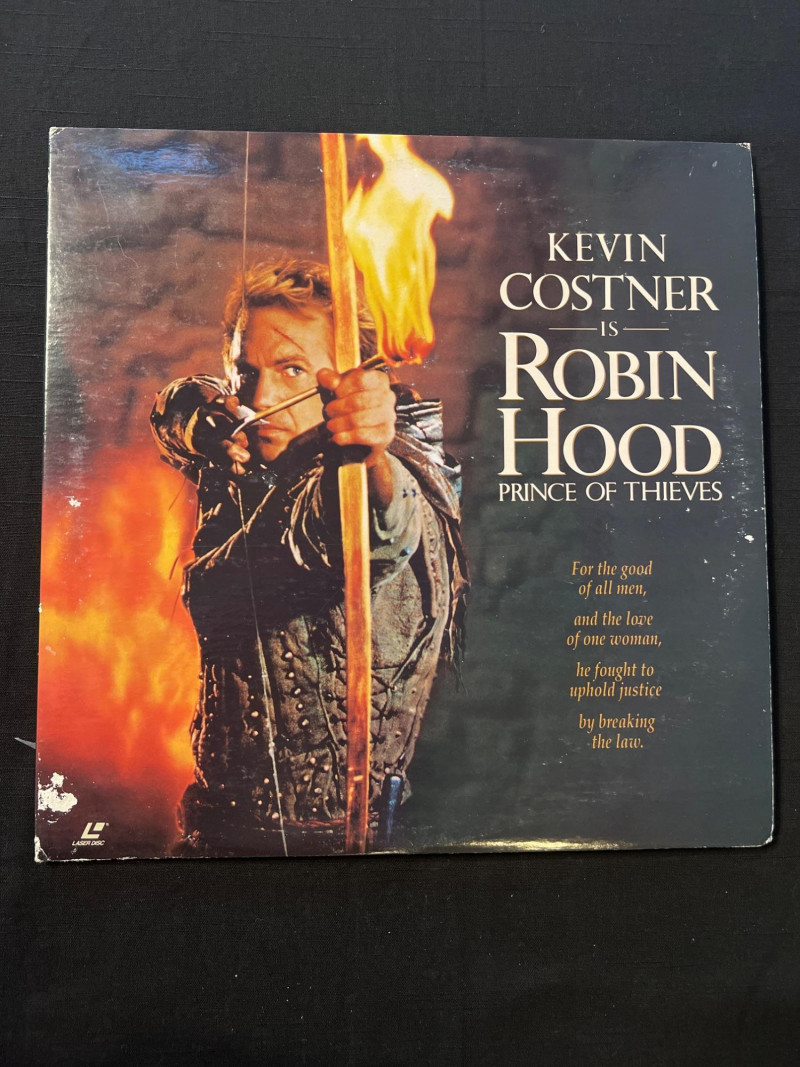 KEVIN
COSTNER
IS
ROBIN
HOOD
PRINCE OF THIEVES
For the good
of all men,
and the love
of one woman,
he fought to
uphold justice
by breaking
the law.
LASER DISC